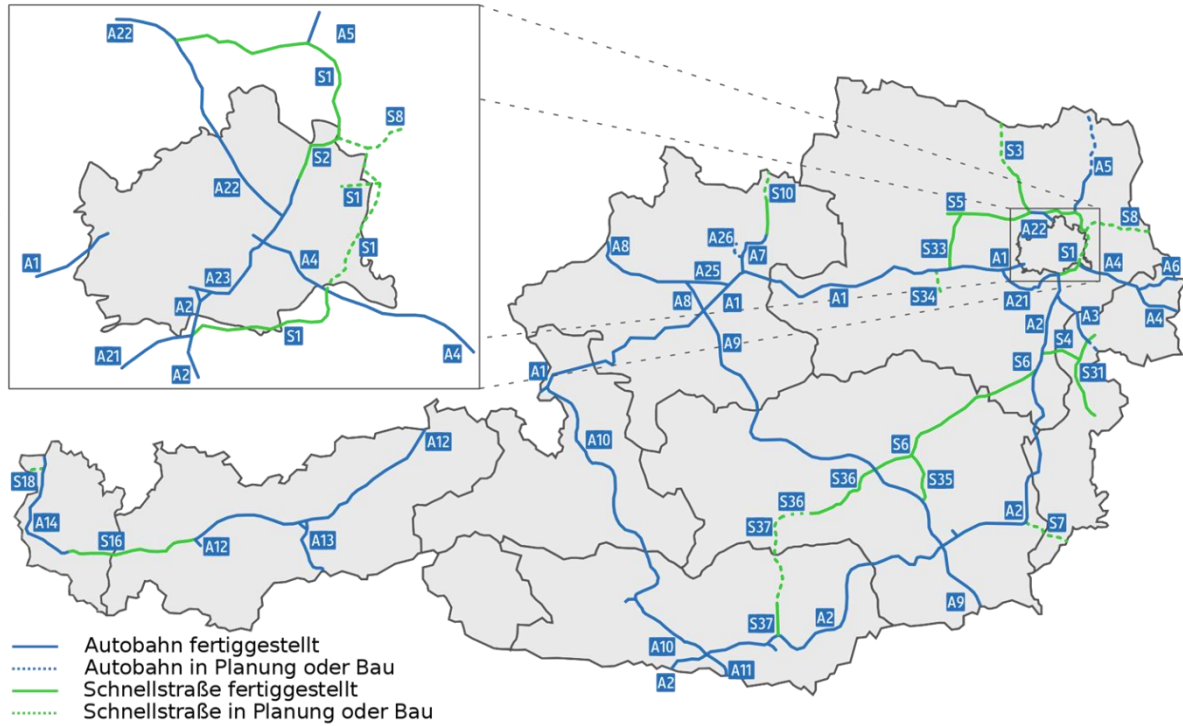 A22
A5
S1
S8
S2
A22
S1
A1
S1
A4
A23
A2
S1
A21
A2
A4
S3
A5
S10
S5
S8
A26
A22
A8
A7
S33
A1
S1
A4
A6
A25
A8
A1
A1
S34
A21
A2
A3
A4
A9
S4
S6
S31
A1
A12
A10
S6
S18
S36
S35
A14
S36
S37
A2
S7
S16
A12
A13
A9
S37
A2
A10
A11
A2
Autobahn fertiggestellt
Autobahn in Planung oder Bau
Schnellstraße fertiggestellt
Schnellstraße in Planung oder Bau